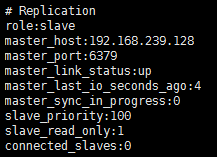 # Replication
role:slave
master_host:192.168.239.128
master_port:6379
master_link_status:up
master_last_io_seconds_ago:4
master_sync_in_progress:0
slave_priority:100
slave_read_only:1
connected_slaves:0